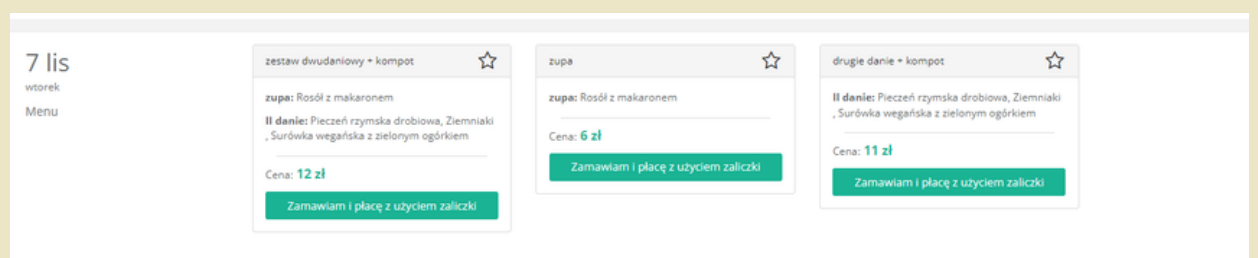 7 lis
wtorek
Menu
zestaw dwudaniowy + kompot
zupa: Rosół z makaronem
II danie: Pieczeń rzymska drobiowa, Ziemniaki
, Surówka wegańska z zielonym ogórkiem
Cena: 12 zł
Zamawiam i płacę z użyciem zaliczki
zupa
zupa: Rosół z makaronem
Cena: 6 zł
Zamawiam i płacę z użyciem zaliczki
drugie danie + kompot
II danie: Pieczeń rzymska drobiowa, Ziemniaki
, Surówka wegańska z zielonym ogórkiem
Cena: 11 zł
Zamawiam i płacę z użyciem zaliczki